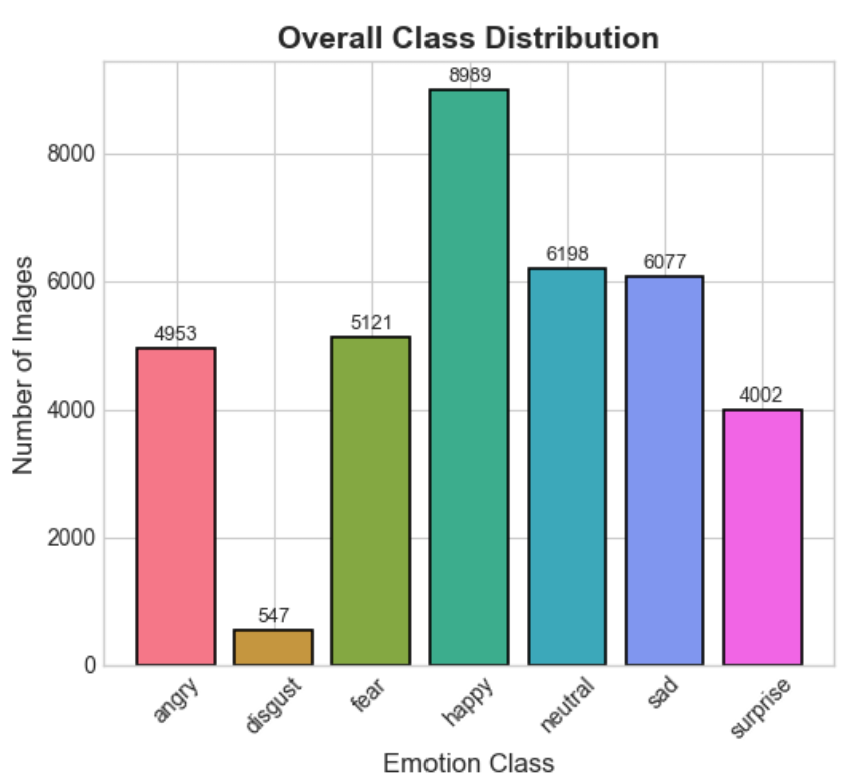 Overall Class Distribution
8989
8000
6198
6077
6000
5121
4953
4002
4000
2000
547
0
angry
disgust
fear
happy
neutral
sad
surprise
Number of Images
Emotion Class